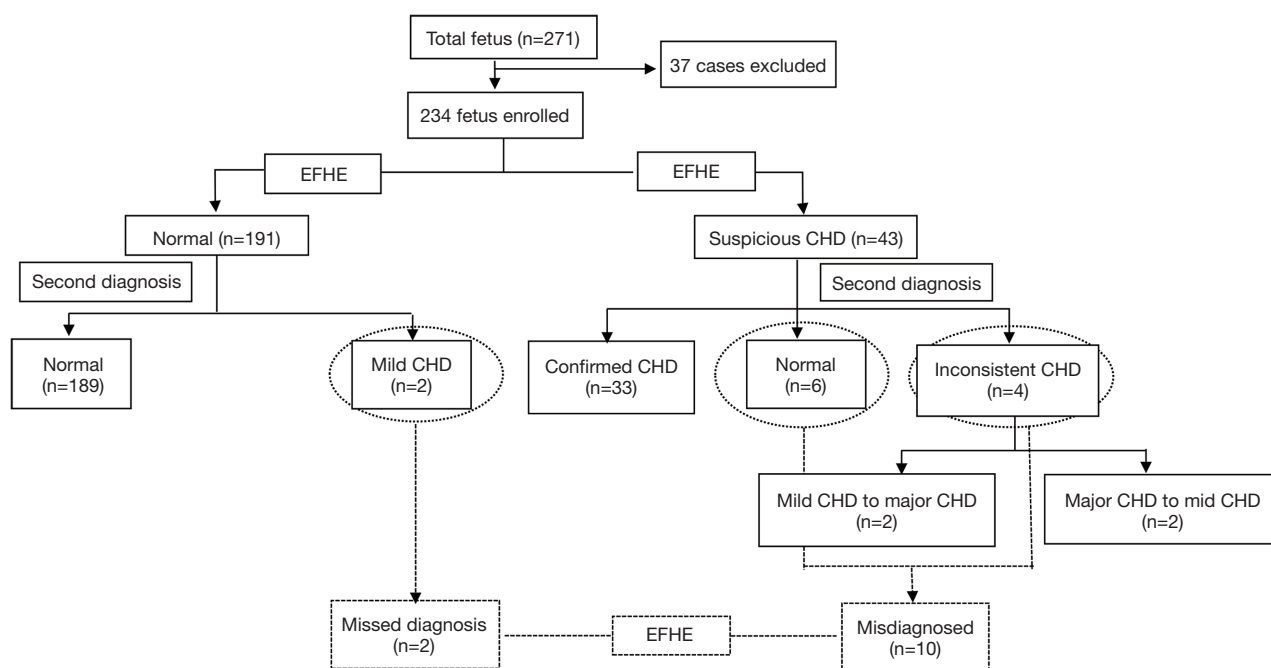 Total fetus (n=271)
37 cases excluded
234 fetus enrolled
EFHE
EFHE
Normal (n=191)
Suspicious CHD (n=43)
Second diagnosis
Second diagnosis
Normal
(n=189)
Mild CHD
(n=2)
Confirmed CHD
(n=33)
Normal
(n=6)
Inconsistent CHD
(n=4)
Mild CHD to major CHD
(n=2)
Major CHD to mid CHD
(n=2)
Missed diagnosis
(n=2)
EFHE
Misdiagnosed
(n=10)